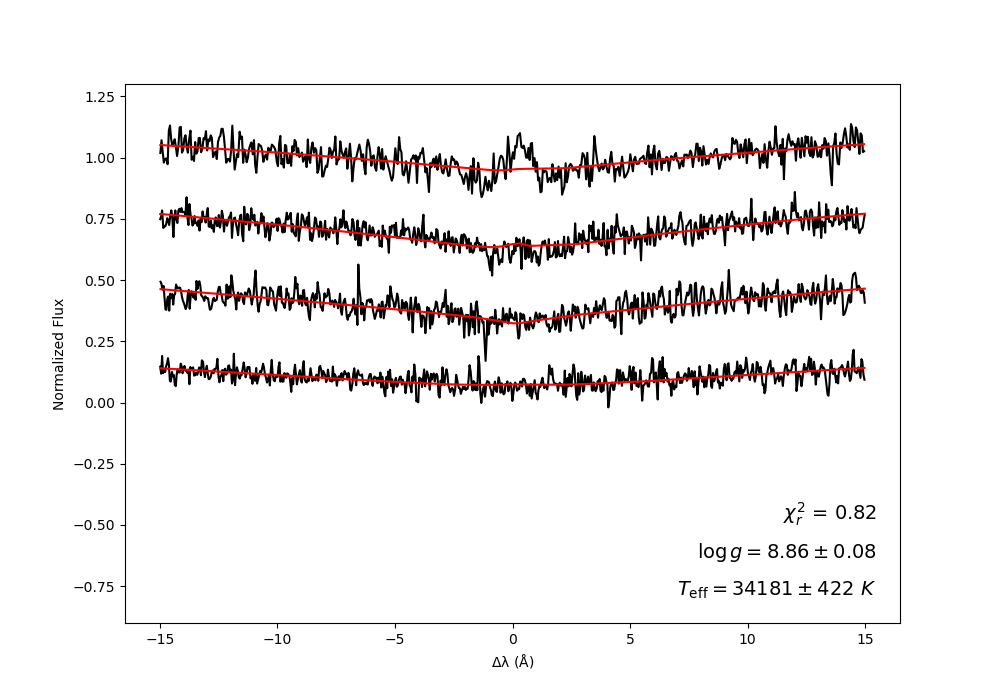 1.25
1.00
0.75
0.50
0.25
0.00
−0.25
−0.50
−0.75
Normalized Flux
χ²ᵣ = 0.82
log g = 8.86 ± 0.08
T_eff = 34181 ± 422 K
−15 −10 −5 0 5 10 15
Δλ (Å)